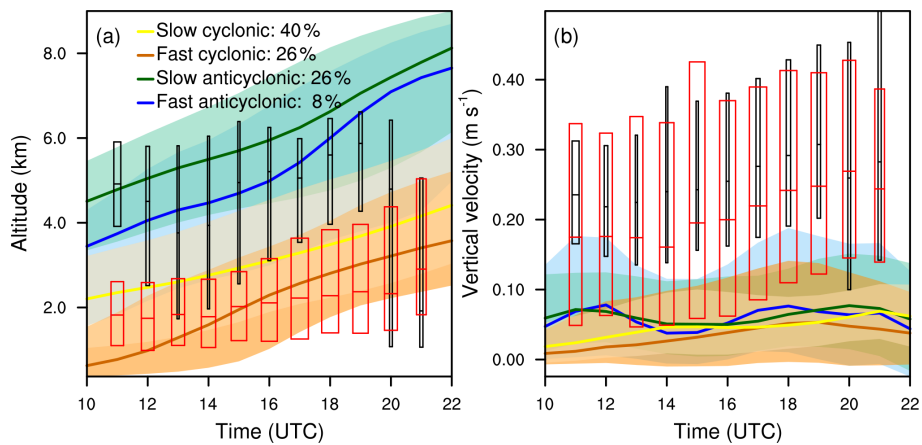 (a)
Slow cyclonic: 40 %
Fast cyclonic: 26 %
Slow anticyclonic: 26 %
Fast anticyclonic: 8 %
Altitude (km)
8.0
6.0
4.0
2.0
10 12 14 16 18 20 22
Time (UTC)
(b)
Vertical velocity (m s⁻¹)
0.40
0.30
0.20
0.10
0.00
10 12 14 16 18 20 22
Time (UTC)